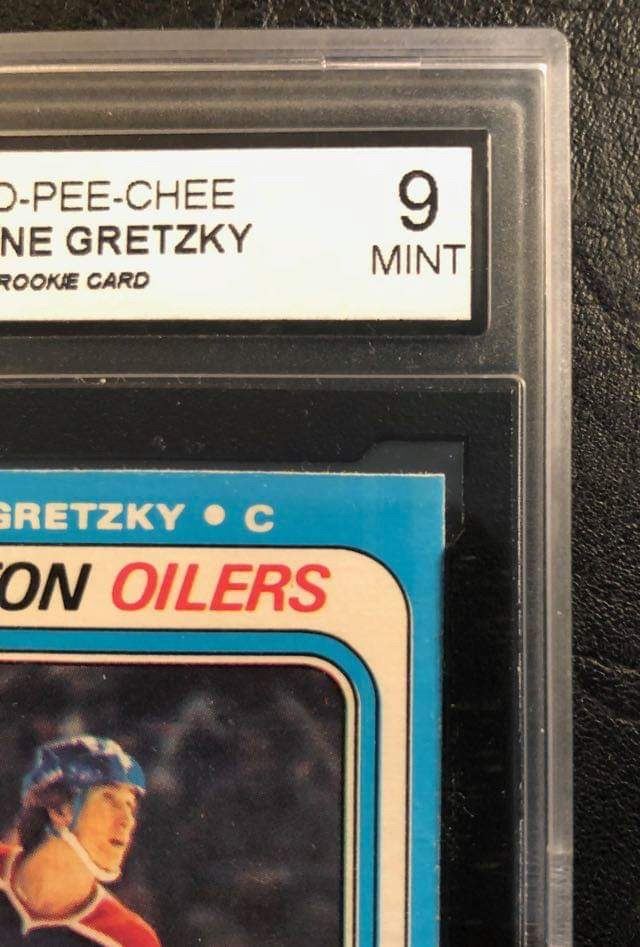 O-PEE-CHEE
NE GRETZKY
ROOKIE CARD
9
MINT
GRETZKY • C
ON OILERS